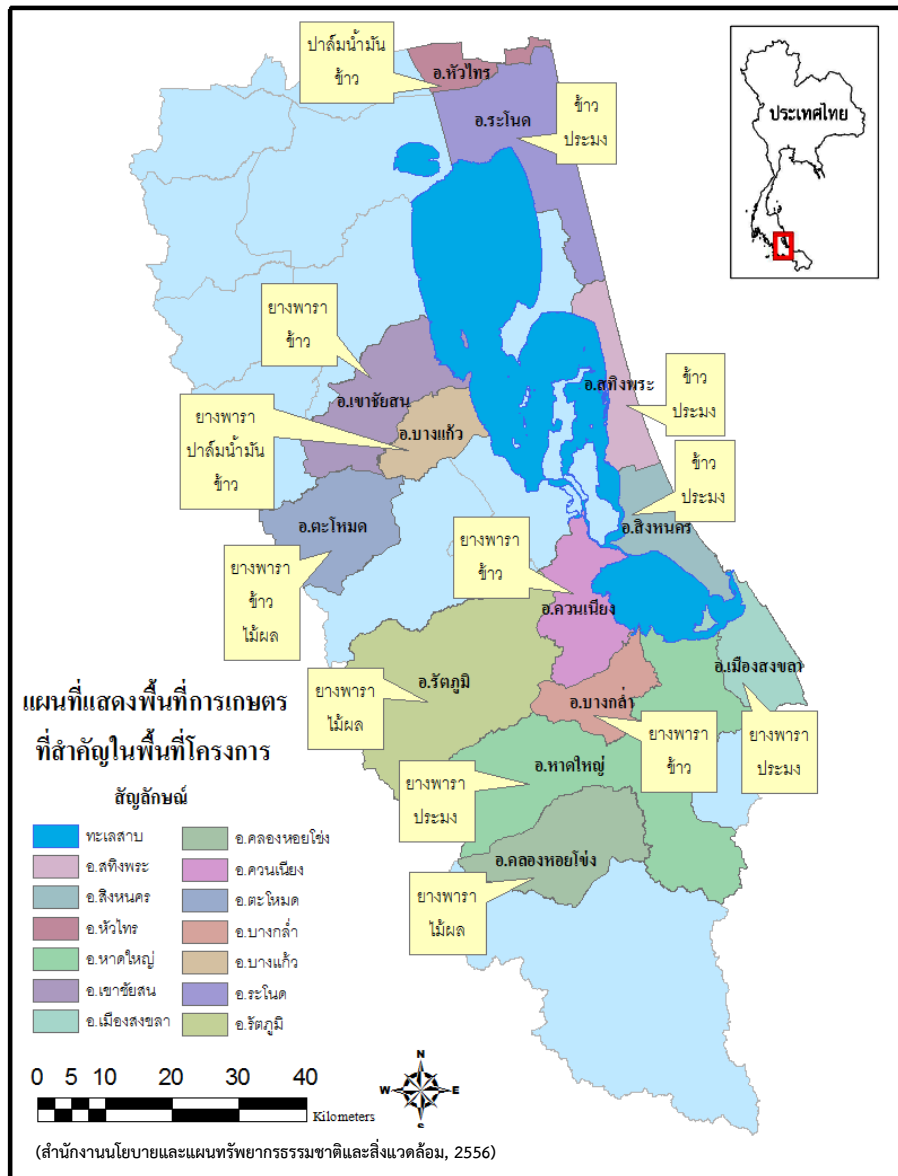 ปาล์มน้ำมัน
ข้าว
อ.หัวไทร
ข้าว
ประมง
อ.ระโนด
ประเทศไทย
ยางพารา
ข้าว
อ.เขาชัยสน
อ.สทิงพระ
ข้าว
ประมง
ยางพารา
ปาล์มน้ำมัน
ข้าว
อ.บางแก้ว
ข้าว
ประมง
อ.ตะโหมด
อ.สิงหนคร
ยางพารา
ข้าว
ยางพารา
ข้าว
ไม้ผล
อ.ควนเนียง
อ.รัตภูมิ
อ.เมืองสงขลา
ยางพารา
ไม้ผล
อ.บางกล่ำ
ยางพารา
ข้าว
ยางพารา
ประมง
แผนที่แสดงพื้นที่การเกษตร
ที่สำคัญในพื้นที่โครงการ
อ.หาดใหญ่
ยางพารา
ประมง
อ.คลองหอยโข่ง
ยางพารา
ไม้ผล
สัญลักษณ์
ทะเลสาบ
อ.สทิงพระ
อ.สิงหนคร
อ.หัวไทร
อ.หาดใหญ่
อ.เขาชัยสน
อ.เมืองสงขลา
อ.คลองหอยโข่ง
อ.ควนเนียง
อ.ตะโหมด
อ.บางกล่ำ
อ.บางแก้ว
อ.ระโนด
อ.รัตภูมิ
0 5 10 20 30 40
Kilometers
N
W E
S
(สำนักงานนโยบายและแผนทรัพยากรธรรมชาติและสิ่งแวดล้อม, 2556)